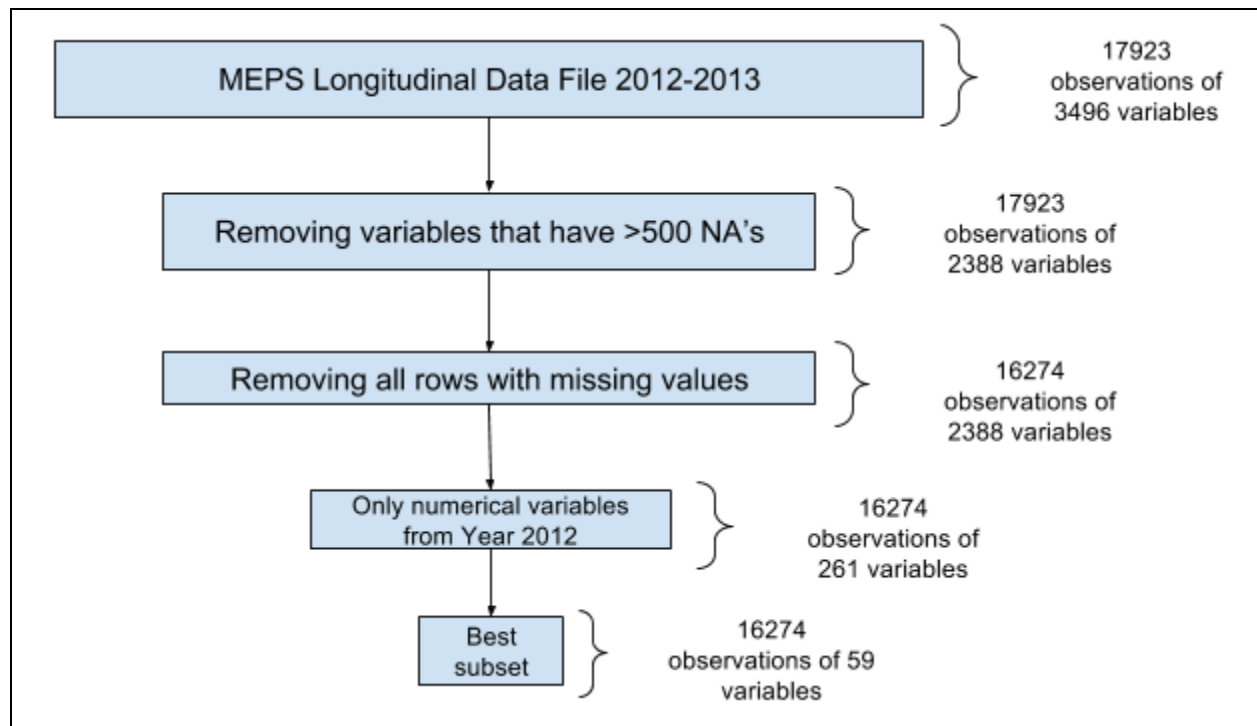 MEPS Longitudinal Data File 2012-2013
17923
observations of
3496 variables
Removing variables that have >500 NA's
17923
observations of
2388 variables
Removing all rows with missing values
16274
observations of
2388 variables
Only numerical variables
from Year 2012
16274
observations of
261 variables
Best
subset
16274
observations of 59
variables